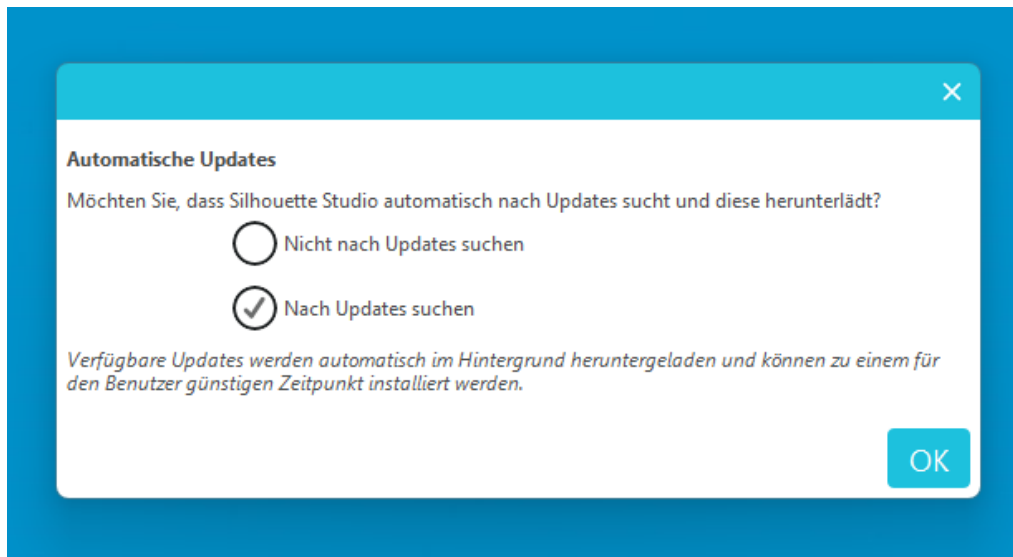 Automatische Updates
Möchten Sie, dass Silhouette Studio automatisch nach Updates sucht und diese herunterlädt?
Nicht nach Updates suchen
Nach Updates suchen
Verfügbare Updates werden automatisch im Hintergrund heruntergeladen und können zu einem für
den Benutzer günstigen Zeitpunkt installiert werden.
OK